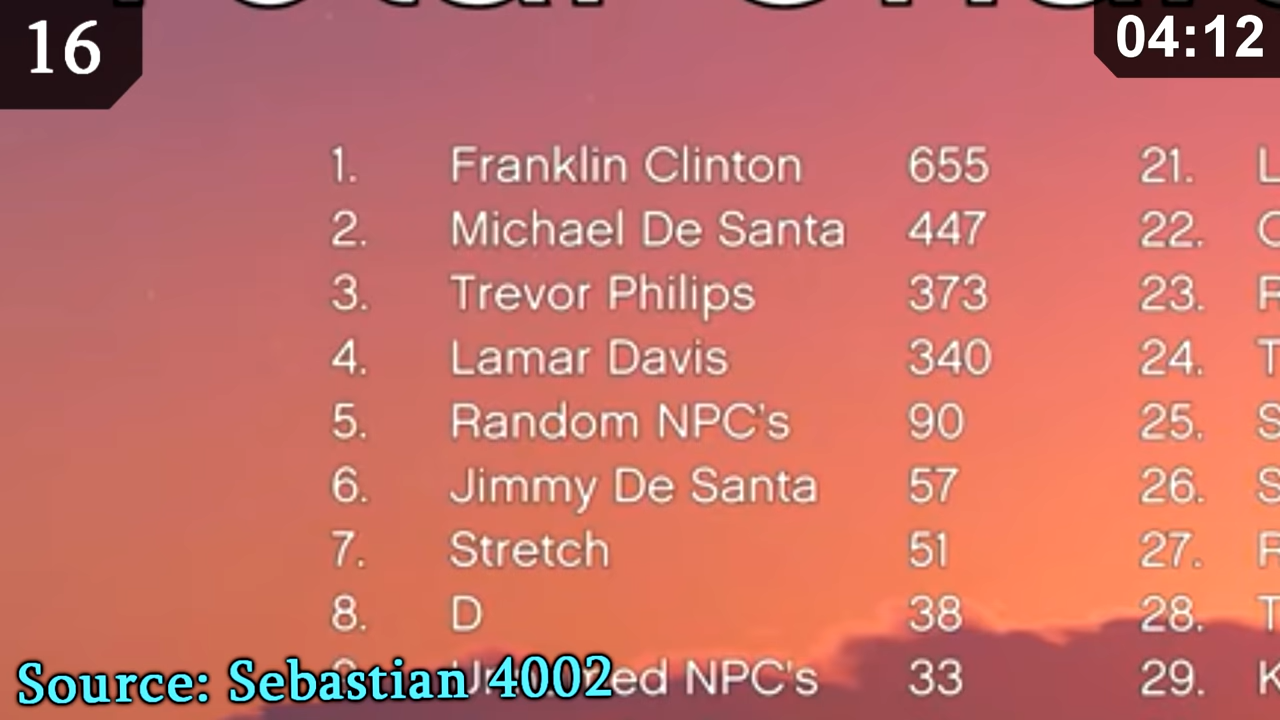 16
04:12
1. Franklin Clinton 655 21.
2. Michael De Santa 447 22.
3. Trevor Philips 373 23.
4. Lamar Davis 340 24.
5. Random NPC's 90 25.
6. Jimmy De Santa 57 26.
7. Stretch 51 27.
8. D 38 28.
NPC's 33 29.
Source: Sebastian 4002